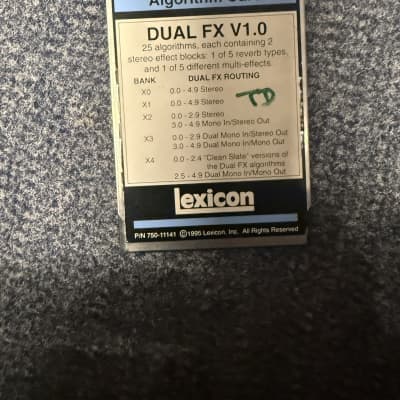 Algorithm Card
DUAL FX V1.0
25 algorithms, each containing 2
stereo effect blocks: 1 of 5 reverb types,
and 1 of 5 different multi-effects.
BANK DUAL FX ROUTING
X0 0.0 - 4.9 Stereo
X1 0.0 - 4.9 Stereo
TD
X2 0.0 - 2.9 Stereo
3.0 - 4.9 Mono In/Stereo Out
X3 0.0 - 2.9 Dual Mono In/Stereo Out
3.0 - 4.9 Dual Mono In/Mono Out
X4 0.0 - 2.4 "Clean Slate" versions of
the Dual FX algorithms
2.5 - 4.9 Dual Mono In/Mono Out
lexicon
P/N 750-11141 ©1995 Lexicon, Inc. All Rights Reserved